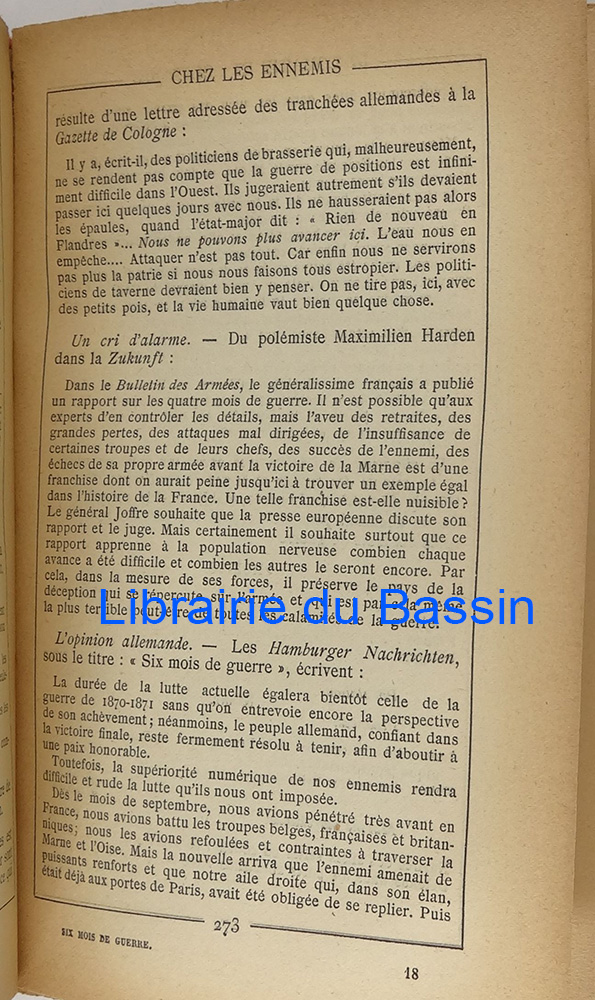 CHEZ LES ENNEMIS
résulte d'une lettre adressée des tranchées allemandes à la
Gazette de Cologne :
Il y a, écrit-il, des politiciens de brasserie qui, malheureusement,
ne se rendent pas compte que la guerre de positions est infini-
ment difficile dans l'Ouest. Ils jugeraient autrement s'ils devaient
passer ici quelques jours avec nous. Ils ne hausseraient pas alors
les épaules, quand l'état-major dit : « Rien de nouveau en
Flandres »... Nous ne pouvons plus avancer ici. L'eau nous en
empêche.... Attaquer n'est pas tout. Car enfin nous ne servirons
pas plus la patrie si nous nous faisons tous estropier. Les politi-
ciens de taverne devraient bien y penser. On ne tire pas, ici, avec
des petits pois, et la vie humaine vaut bien quelque chose.
Un cri d'alarme. — Du polémiste Maximilien Harden
dans la Zukunft :
Dans le Bulletin des Armées, le généralissime français a publié
un rapport sur les quatre mois de guerre. Il n'est possible qu'aux
experts d'en contrôler les détails, mais l'aveu des retraites, des
grandes pertes, des attaques mal dirigées, de l'insuffisance de
certaines troupes et de leurs chefs, des succès de l'ennemi, des
échecs de sa propre armée avant la victoire de la Marne est d'une
franchise dont on aurait peine jusqu'ici à trouver un exemple égal
dans l'histoire de la France. Une telle franchise est-elle nuisible ?
Le général Joffre souhaite que la presse européenne discute son
rapport et le juge. Mais certainement il souhaite surtout que ce
rapport apprenne à la population nerveuse combien chaque
avance a été difficile et combien les autres le seront encore. Par
cela, dans la mesure de ses forces, il préserve le pays de la
déception qui se répercute sur l'armée et qui est par cela même
la plus terrible peut-être de toutes les calamités de la guerre.
Librairie du Bassin
L'opinion allemande. — Les Hamburger Nachrichten,
sous le titre : « Six mois de guerre », écrivent :
La durée de la lutte actuelle égalera bientôt celle de la
guerre de 1870-1871 sans qu'on entrevoie encore la perspective
de son achèvement ; néanmoins, le peuple allemand, confiant dans
la victoire finale, reste fermement résolu à tenir, afin d'aboutir à
une paix honorable.
Toutefois, la supériorité numérique de nos ennemis rendra
difficile et rude la lutte qu'ils nous ont imposée.
Dès le mois de septembre, nous avions pénétré très avant en
France, nous avions battu les troupes belges, françaises et britan-
niques ; nous les avions refoulées et contraintes à traverser la
Marne et l'Oise. Mais la nouvelle arriva que l'ennemi amenait de
puissants renforts et que notre aile droite qui, dans son élan,
était déjà aux portes de Paris, avait été obligée de se replier. Puis
273
SIX MOIS DE GUERRE.
18